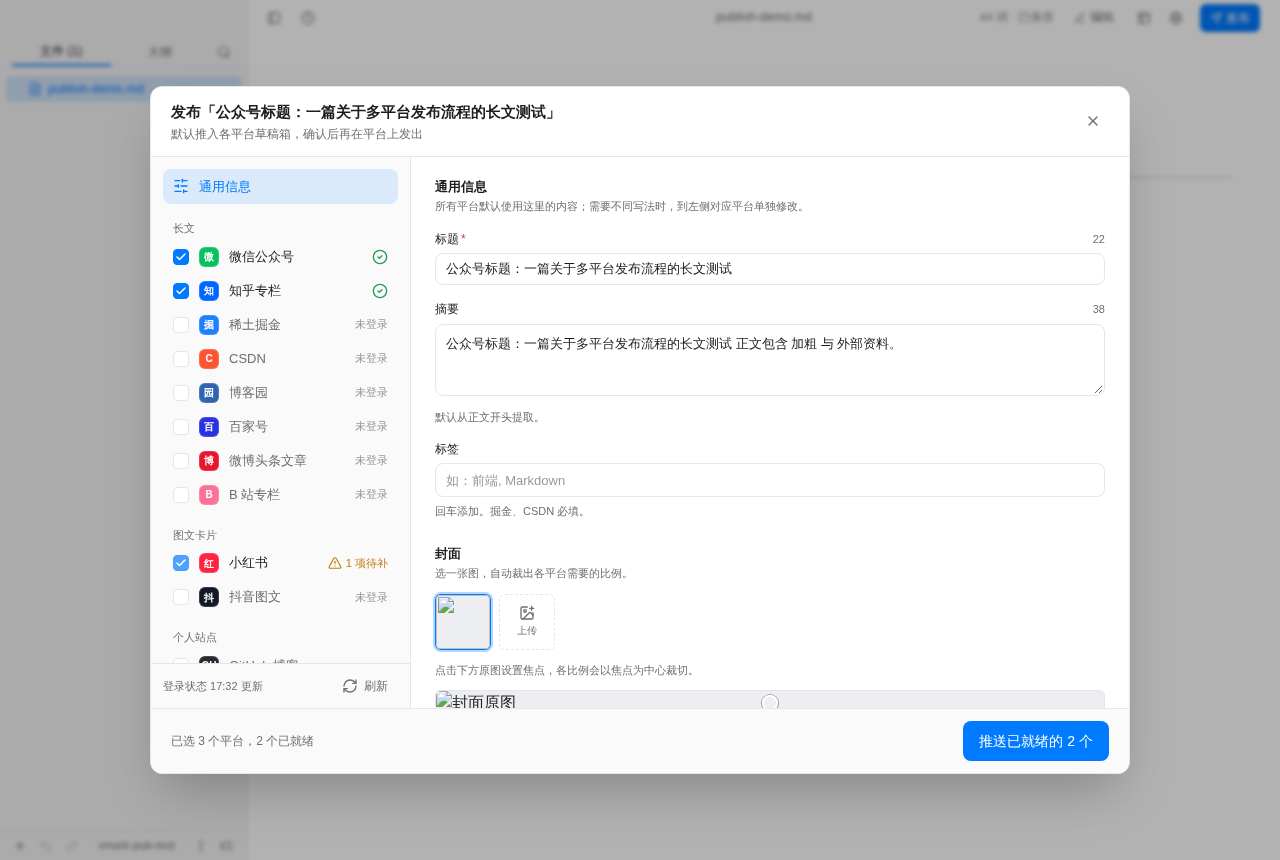 publish-demo.md
已保存
编辑
发布
文件 (1)
大纲
publish-demo.md
发布「公众号标题：一篇关于多平台发布流程的长文测试」
默认推入各平台草稿箱，确认后再在平台上发出
通用信息
长文
微 微信公众号
知 知乎专栏
掘 稀土掘金 未登录
C CSDN 未登录
园 博客园 未登录
百 百家号 未登录
博 微博头条文章 未登录
B B 站专栏 未登录
图文卡片
红 小红书 1 项待补
抖 抖音图文 未登录
个人站点
GitHub 博客
登录状态 17:32 更新 刷新
通用信息
所有平台默认使用这里的内容；需要不同写法时，到左侧对应平台单独修改。
标题* 22
公众号标题：一篇关于多平台发布流程的长文测试
摘要 38
公众号标题：一篇关于多平台发布流程的长文测试 正文包含 加粗 与 外部资料。
默认从正文开头提取。
标签
如：前端, Markdown
回车添加。掘金、CSDN 必填。
封面
选一张图，自动裁出各平台需要的比例。
上传
点击下方原图设置焦点，各比例会以焦点为中心裁切。
封面原图
已选 3 个平台，2 个已就绪
推送已就绪的 2 个